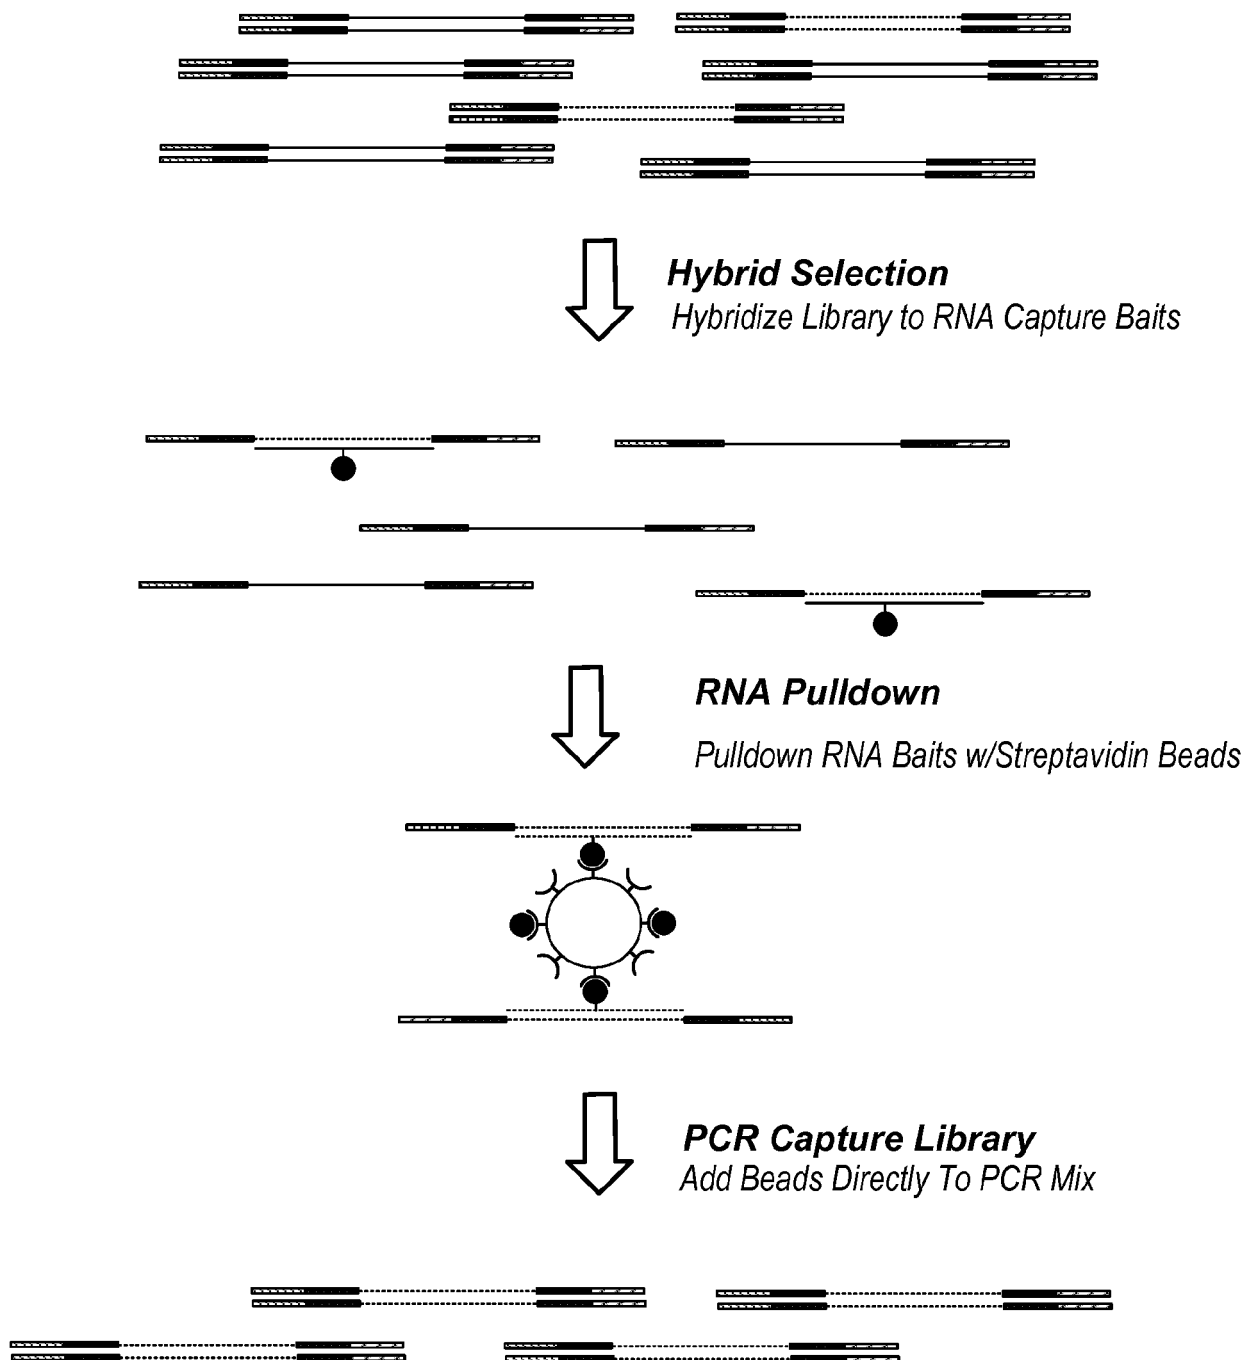 Hybrid Selection
Hybridize Library to RNA Capture Baits
RNA Pulldown
Pulldown RNA Baits w/Streptavidin Beads
PCR Capture Library
Add Beads Directly To PCR Mix